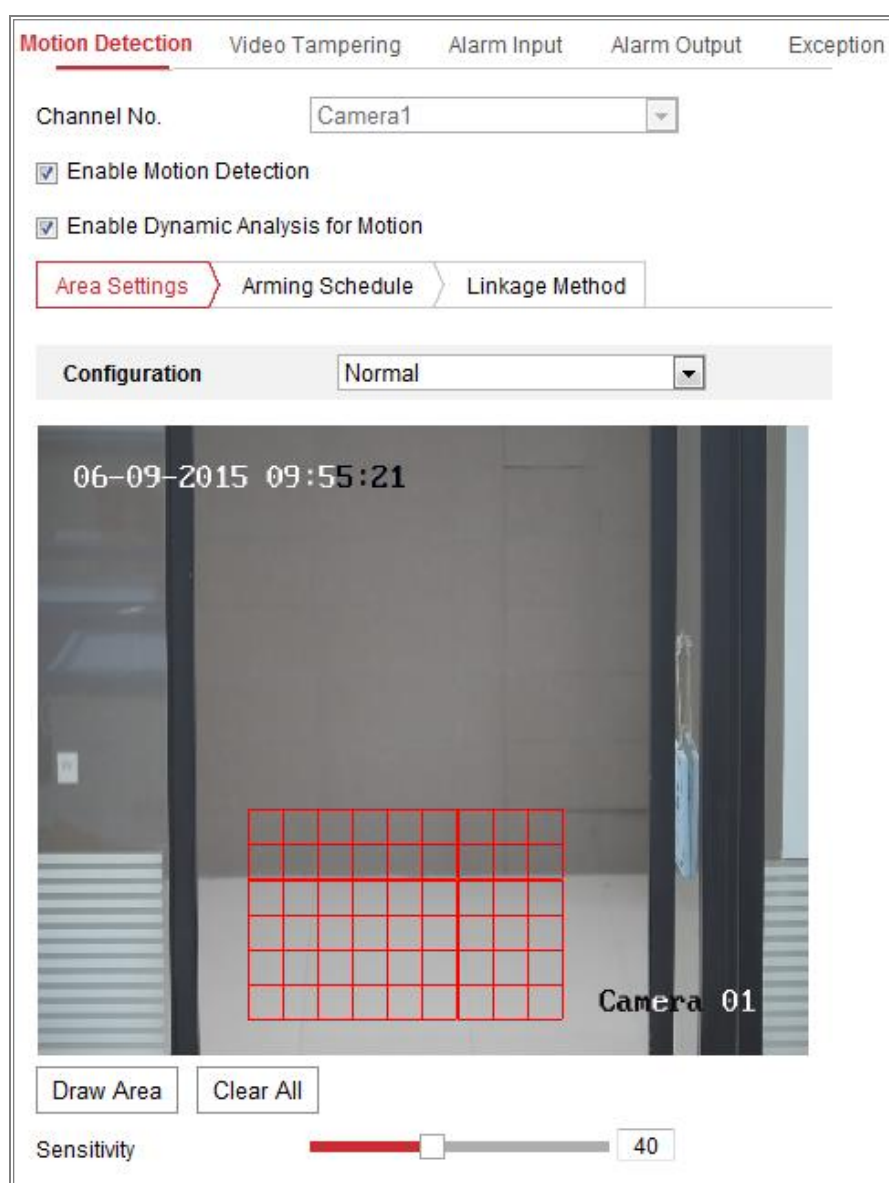 Motion Detection Video Tampering Alarm Input Alarm Output Exception
Channel No. Camera1
Enable Motion Detection
Enable Dynamic Analysis for Motion
Area Settings Arming Schedule Linkage Method
Configuration Normal
06-09-2015 09:55:21
Camera 01
Draw Area Clear All
Sensitivity 40